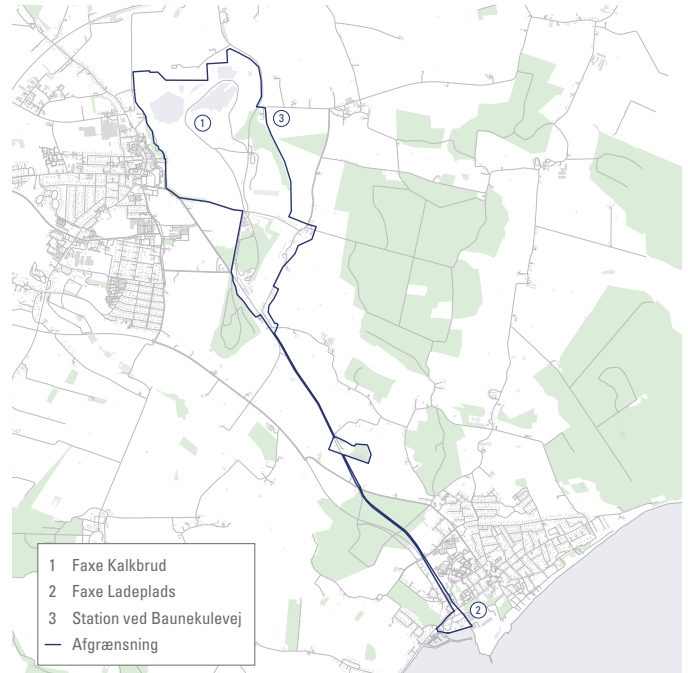 1
3
2
1 Faxe Kalkbrud
2 Faxe Ladeplads
3 Station ved Baunekulevej
Afgrænsning